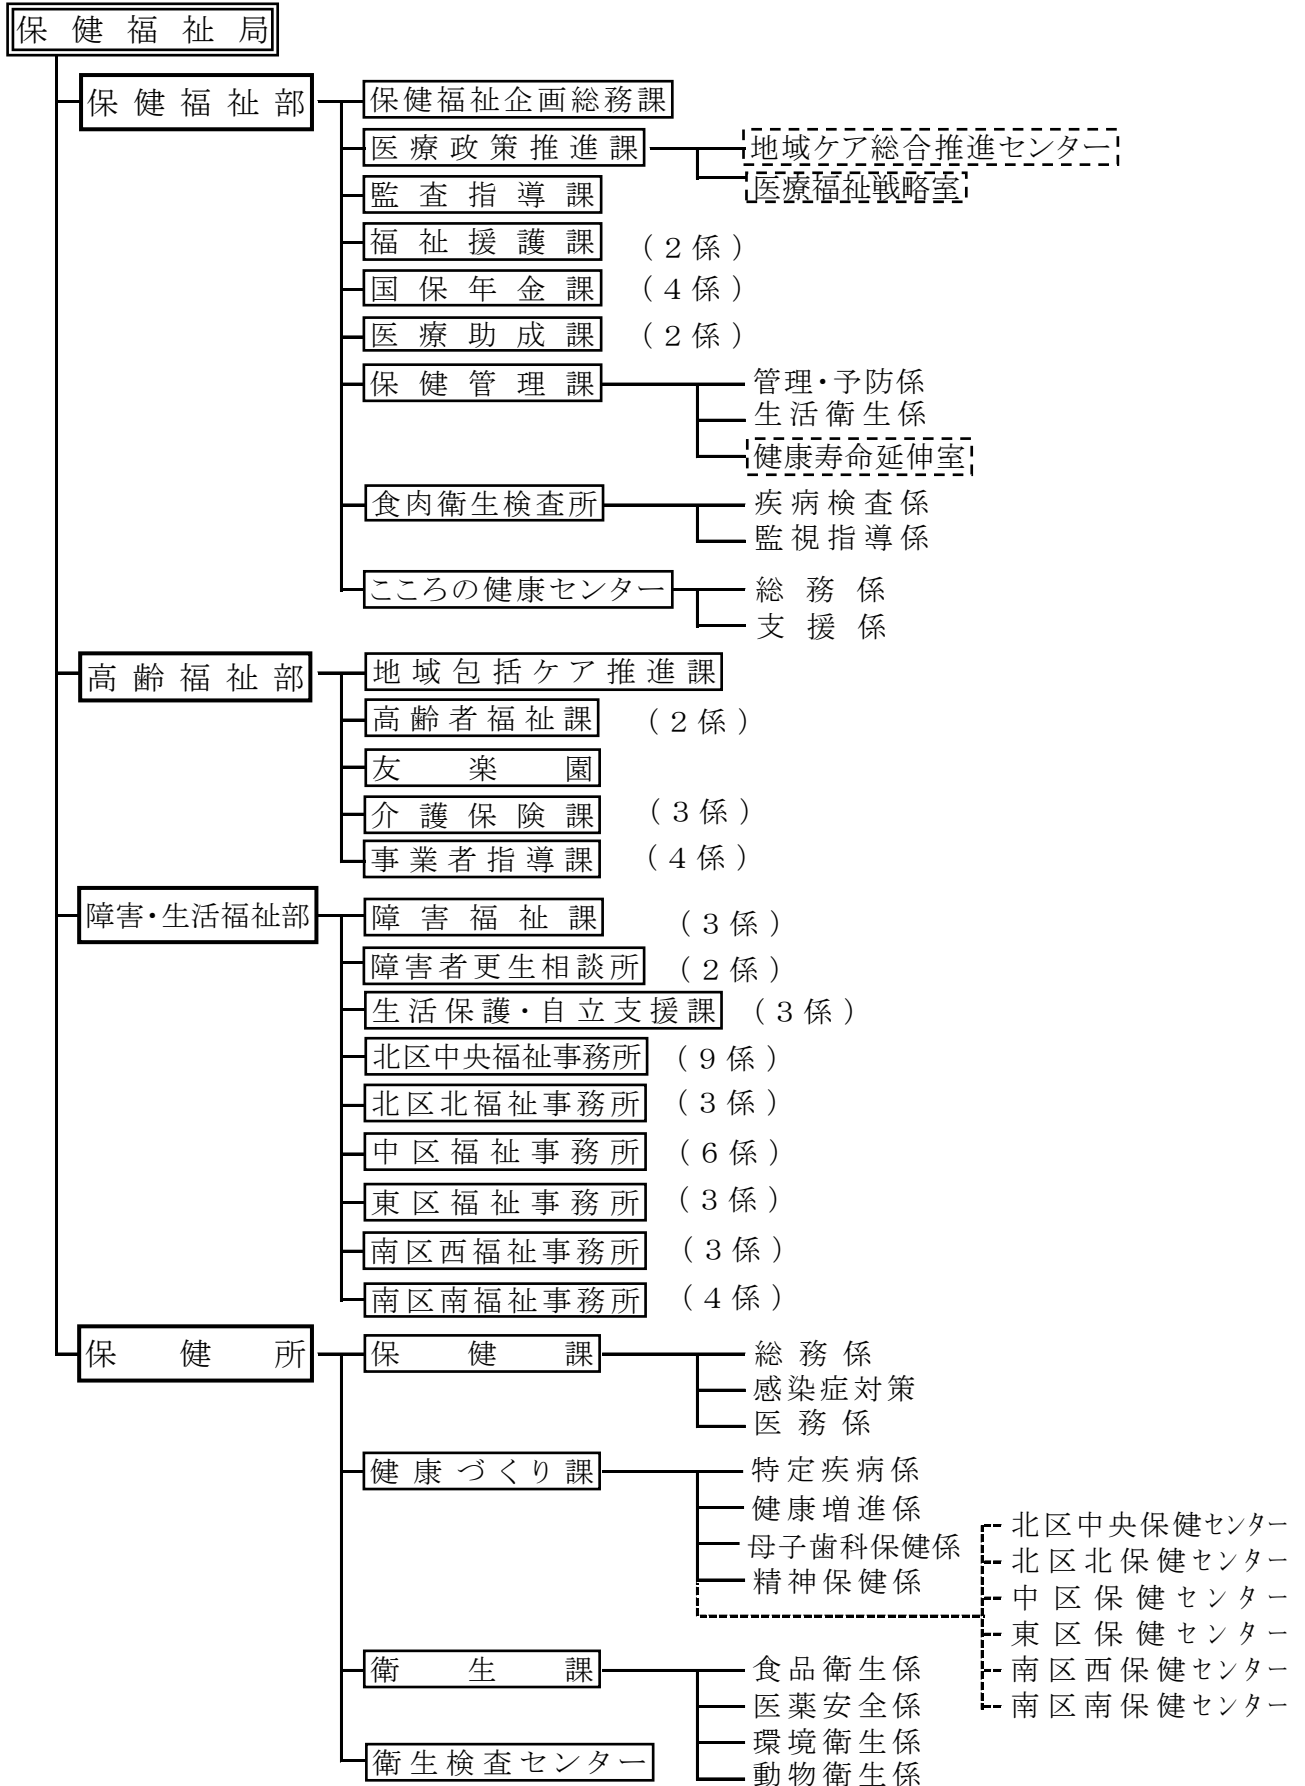 保健福祉局
保健福祉部
保健福祉企画総務課
医療政策推進課
地域ケア総合推進センター
医療福祉戦略室
監査指導課
福祉援護課 （2係）
国保年金課 （4係）
医療助成課 （2係）
保健管理課
管理・予防係
生活衛生係
健康寿命延伸室
食肉衛生検査所
疾病検査係
監視指導係
こころの健康センター
総務係
支援係
高齢福祉部
地域包括ケア推進課
高齢者福祉課 （2係）
友楽園
介護保険課 （3係）
事業者指導課 （4係）
障害・生活福祉部
障害福祉課 （3係）
障害者更生相談所 （2係）
生活保護・自立支援課 （3係）
北区中央福祉事務所 （9係）
北区北福祉事務所 （3係）
中区福祉事務所 （6係）
東区福祉事務所 （3係）
南区西福祉事務所 （3係）
南区南福祉事務所 （4係）
保健所
保健課
総務係
感染症対策
医務係
健康づくり課
特定疾病係
健康増進係
母子歯科保健係
精神保健係
北区中央保健センター
北区北保健センター
中区保健センター
東区保健センター
南区西保健センター
南区南保健センター
衛生課
食品衛生係
医薬安全係
環境衛生係
動物衛生係
衛生検査センター